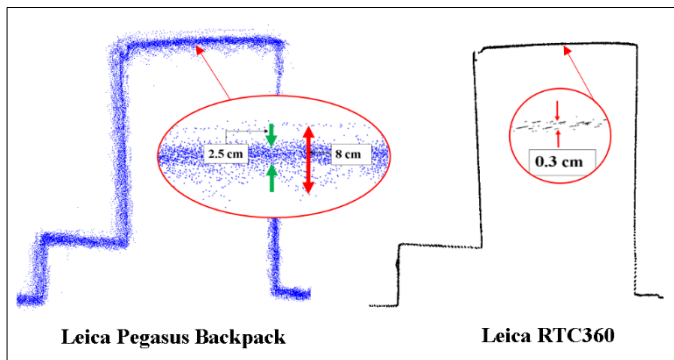 2.5 cm
8 cm
0.3 cm
Leica Pegasus Backpack
Leica RTC360